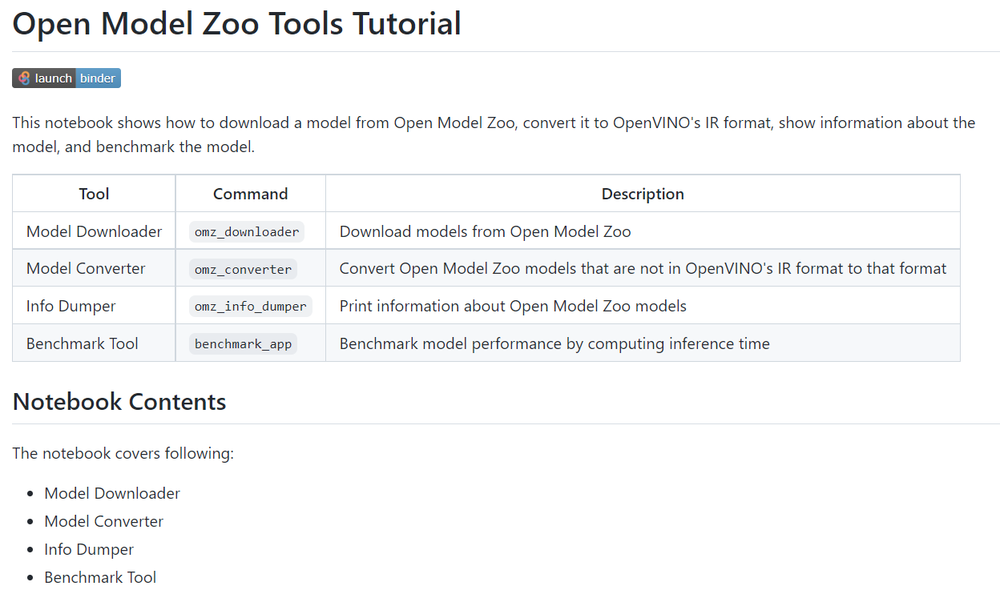 Open Model Zoo Tools Tutorial
launch binder
This notebook shows how to download a model from Open Model Zoo, convert it to OpenVINO's IR format, show information about the
model, and benchmark the model.
Tool Command Description
Model Downloader omz_downloader Download models from Open Model Zoo
Model Converter omz_converter Convert Open Model Zoo models that are not in OpenVINO's IR format to that format
Info Dumper omz_info_dumper Print information about Open Model Zoo models
Benchmark Tool benchmark_app Benchmark model performance by computing inference time
Notebook Contents
The notebook covers following:
• Model Downloader
• Model Converter
• Info Dumper
• Benchmark Tool